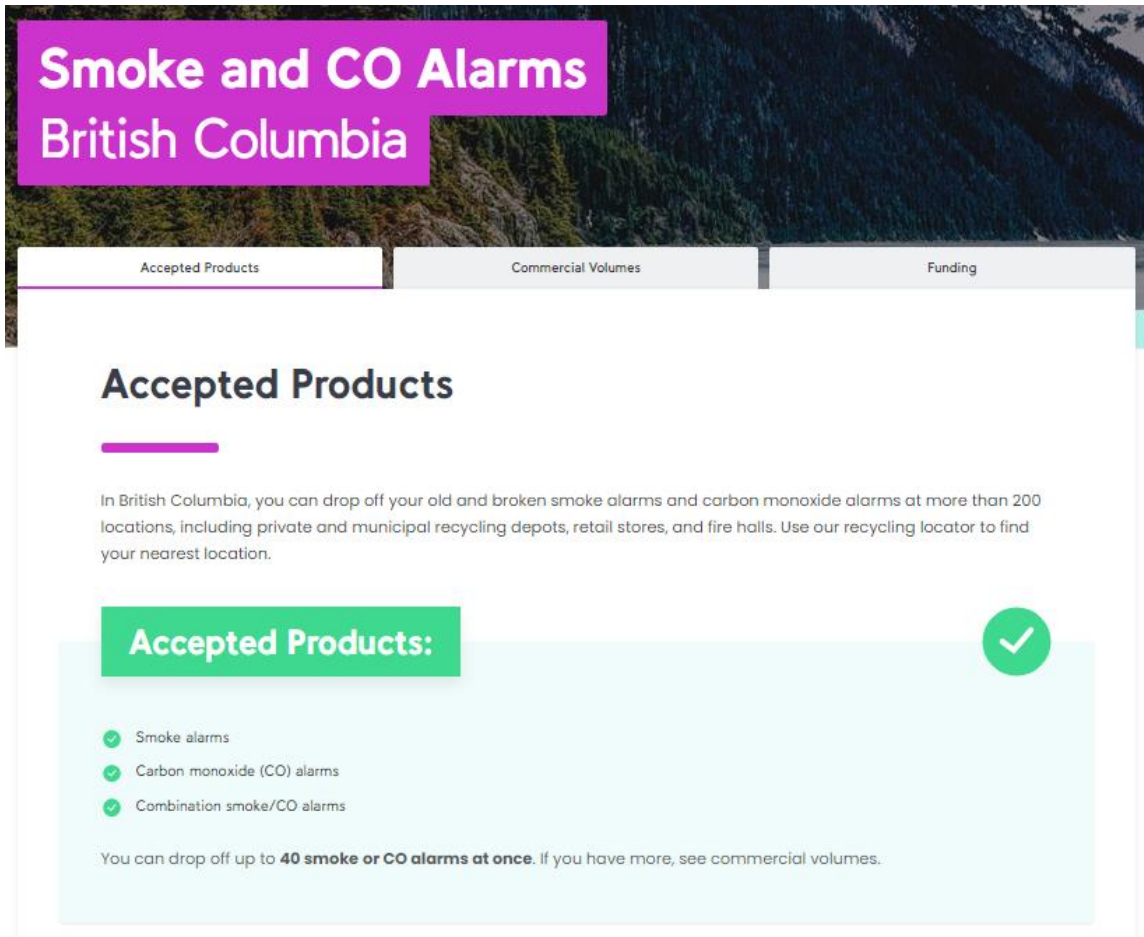 Smoke and CO Alarms
British Columbia
Accepted Products
Commercial Volumes
Funding
Accepted Products
In British Columbia, you can drop off your old and broken smoke alarms and carbon monoxide alarms at more than 200
locations, including private and municipal recycling depots, retail stores, and fire halls. Use our recycling locator to find
your nearest location.
Accepted Products:
Smoke alarms
Carbon monoxide (CO) alarms
Combination smoke/CO alarms
You can drop off up to 40 smoke or CO alarms at once. If you have more, see commercial volumes.